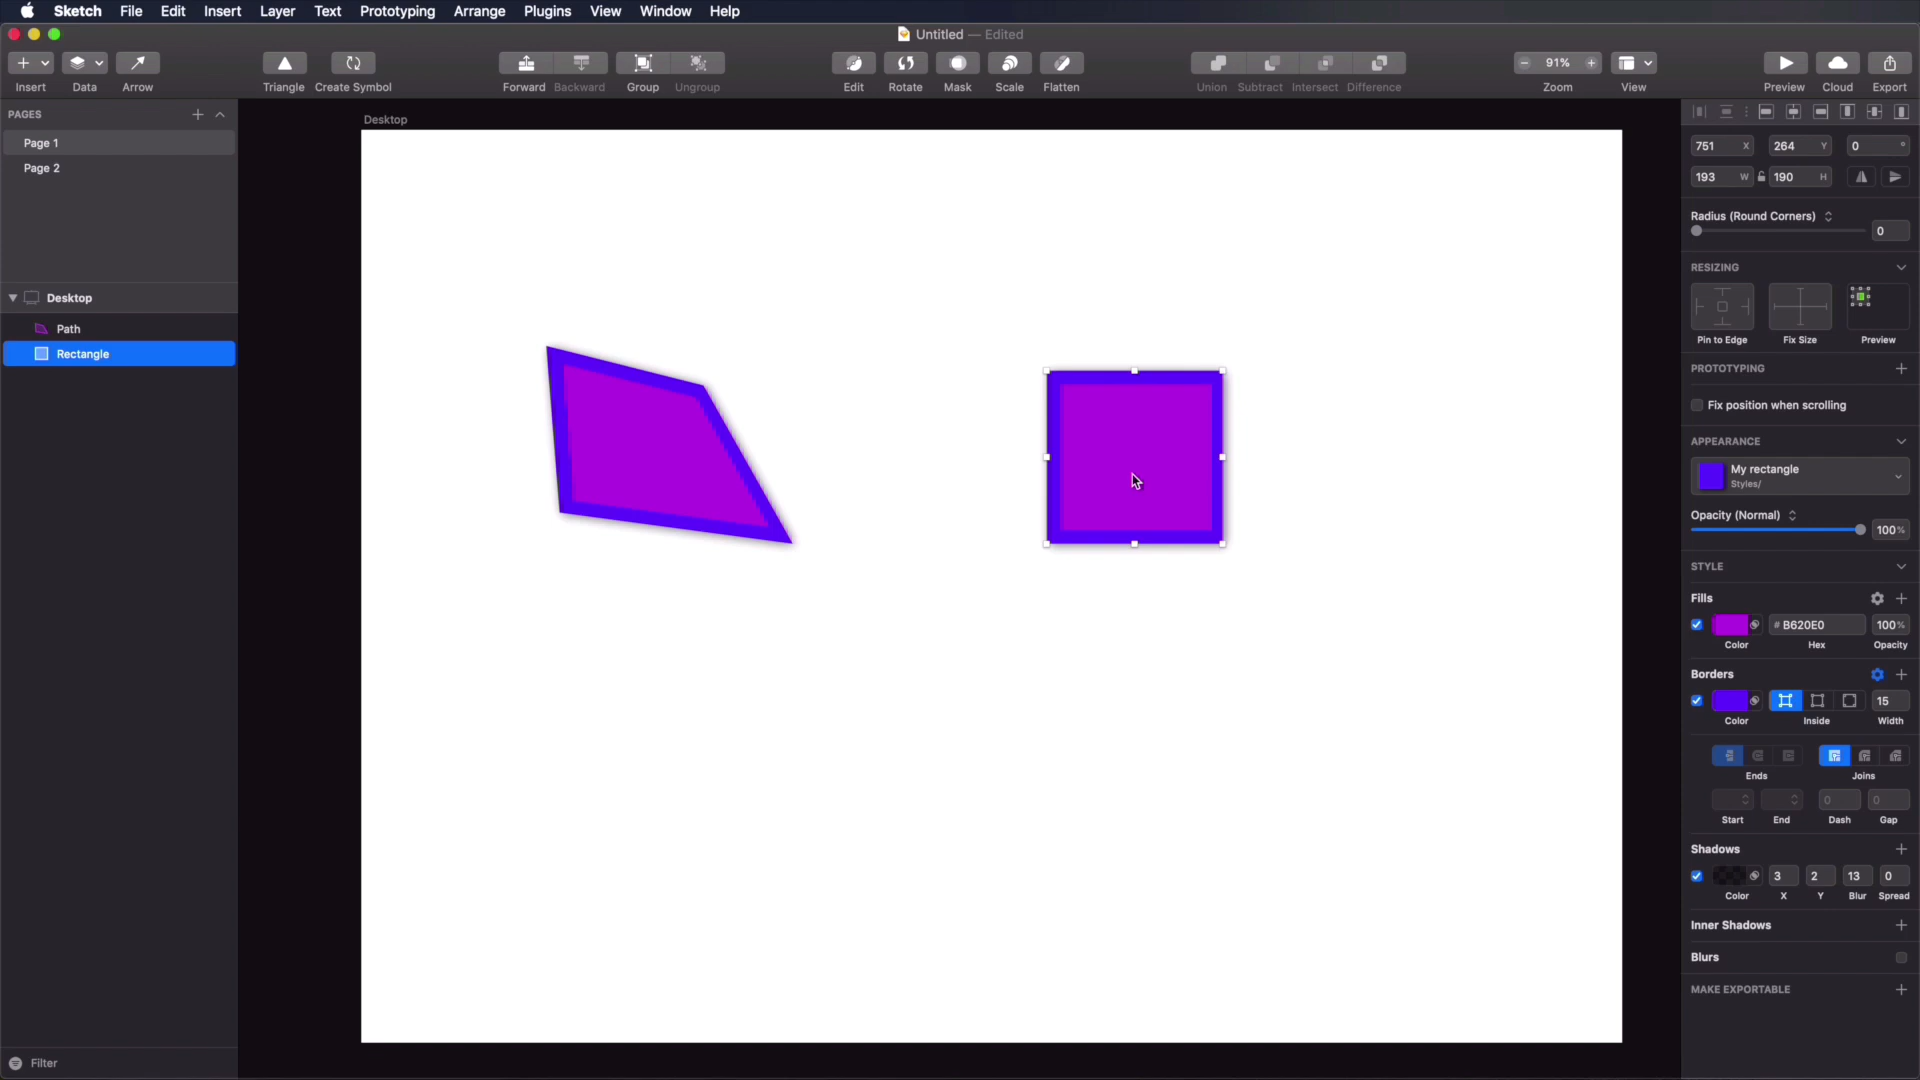 Sketch File Edit Insert Layer Text Prototyping Arrange Plugins View Window Help
Untitled — Edited
91%
Insert Data Arrow Triangle Create Symbol Forward Backward Group Ungroup Edit Rotate Mask Scale Flatten Union Subtract Intersect Difference Zoom View Preview Cloud Export
PAGES
Page 1
Page 2
Desktop
Path
Rectangle
Filter
Desktop
751 X 264 Y 0 °
193 W 190 H
Radius (Round Corners)
0
RESIZING
Pin to Edge Fix Size Preview
PROTOTYPING
Fix position when scrolling
APPEARANCE
My rectangle
Styles/
Opacity (Normal)
100%
STYLE
Fills
# B620E0 100%
Color Hex Opacity
Borders
15
Color Inside Width
Ends Joins
0 0
Start End Dash Gap
Shadows
3 2 13 0
Color X Y Blur Spread
Inner Shadows
Blurs
MAKE EXPORTABLE